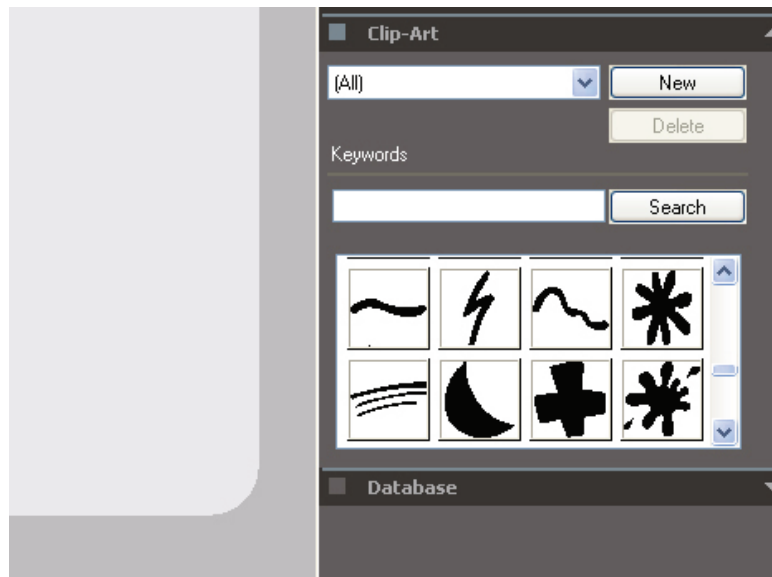 Clip-Art
(All)
New
Delete
Keywords
Search
Database